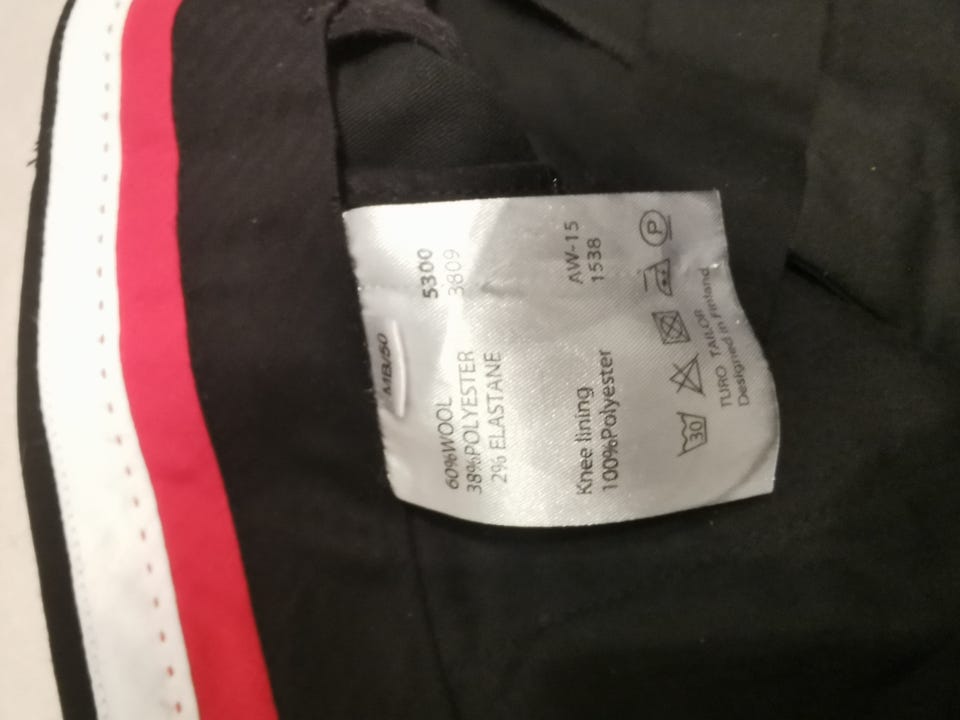 MB/50
5300
3809
60%WOOL
38%POLYESTER
2% ELASTANE
AW-15
1538
Knee lining
100%Polyester
30
P
TURO TAILOR
Designed in Finland